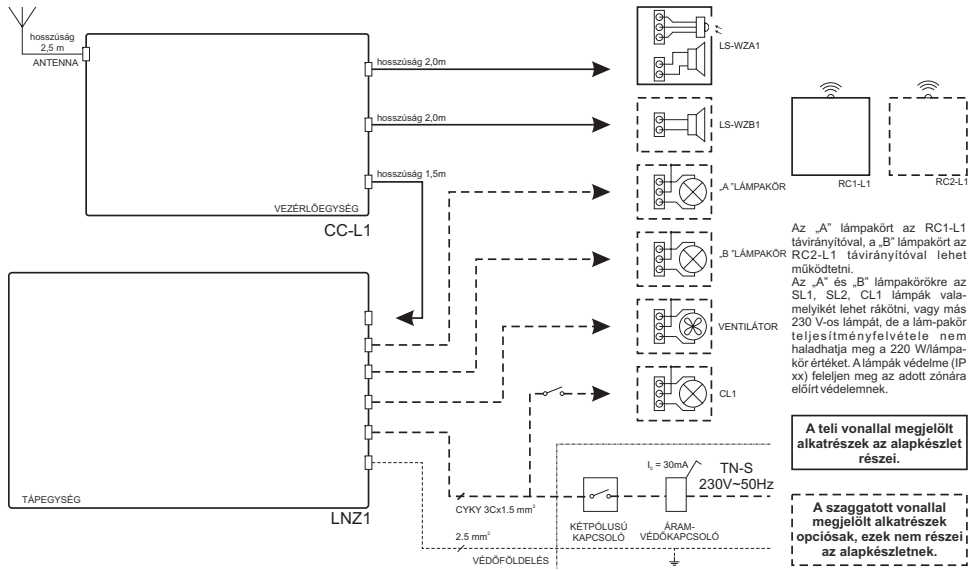 hosszúság
2,5 m
ANTENNA
hosszúság 2,0m
hosszúság 2,0m
hosszúság 1,5m
VEZÉRLŐEGYSÉG
CC-L1
TÁPEGYSÉG
LNZ1
LS-WZA1
LS-WZB1
„A"LÁMPAKÖR
„B"LÁMPAKÖR
VENTILÁTOR
CL1
RC1-L1
RC2-L1
Az „A" lámpakört az RC1-L1
távirányítóval, a „B" lámpakört az
RC2-L1 távirányítóval lehet
működtetni.
Az „A" és „B" lámpakörökre az
SL1, SL2, CL1 lámpák vala-
melyikét lehet rákötni, vagy más
230 V-os lámpát, de a lám-pakör
teljesítményfelvétele nem
haladhatja meg a 220 W/lámpa-
kör értéket. A lámpák védelme (IP
xx) feleljen meg az adott zónára
előírt védelemnek.
A teli vonallal megjelölt
alkatrészek az alapkészlet
részei.
A szaggatott vonallal
megjelölt alkatrészek
opciósak, ezek nem részei
az alapkészletnek.
CYKY 3Cx1.5 mm²
2.5 mm²
VÉDŐFÖLDELÉS
KÉTPÓLUSÚ
KAPCSOLÓ
ÁRAM-
VÉDŐKAPCSOLÓ
TN-S
230V~50Hz